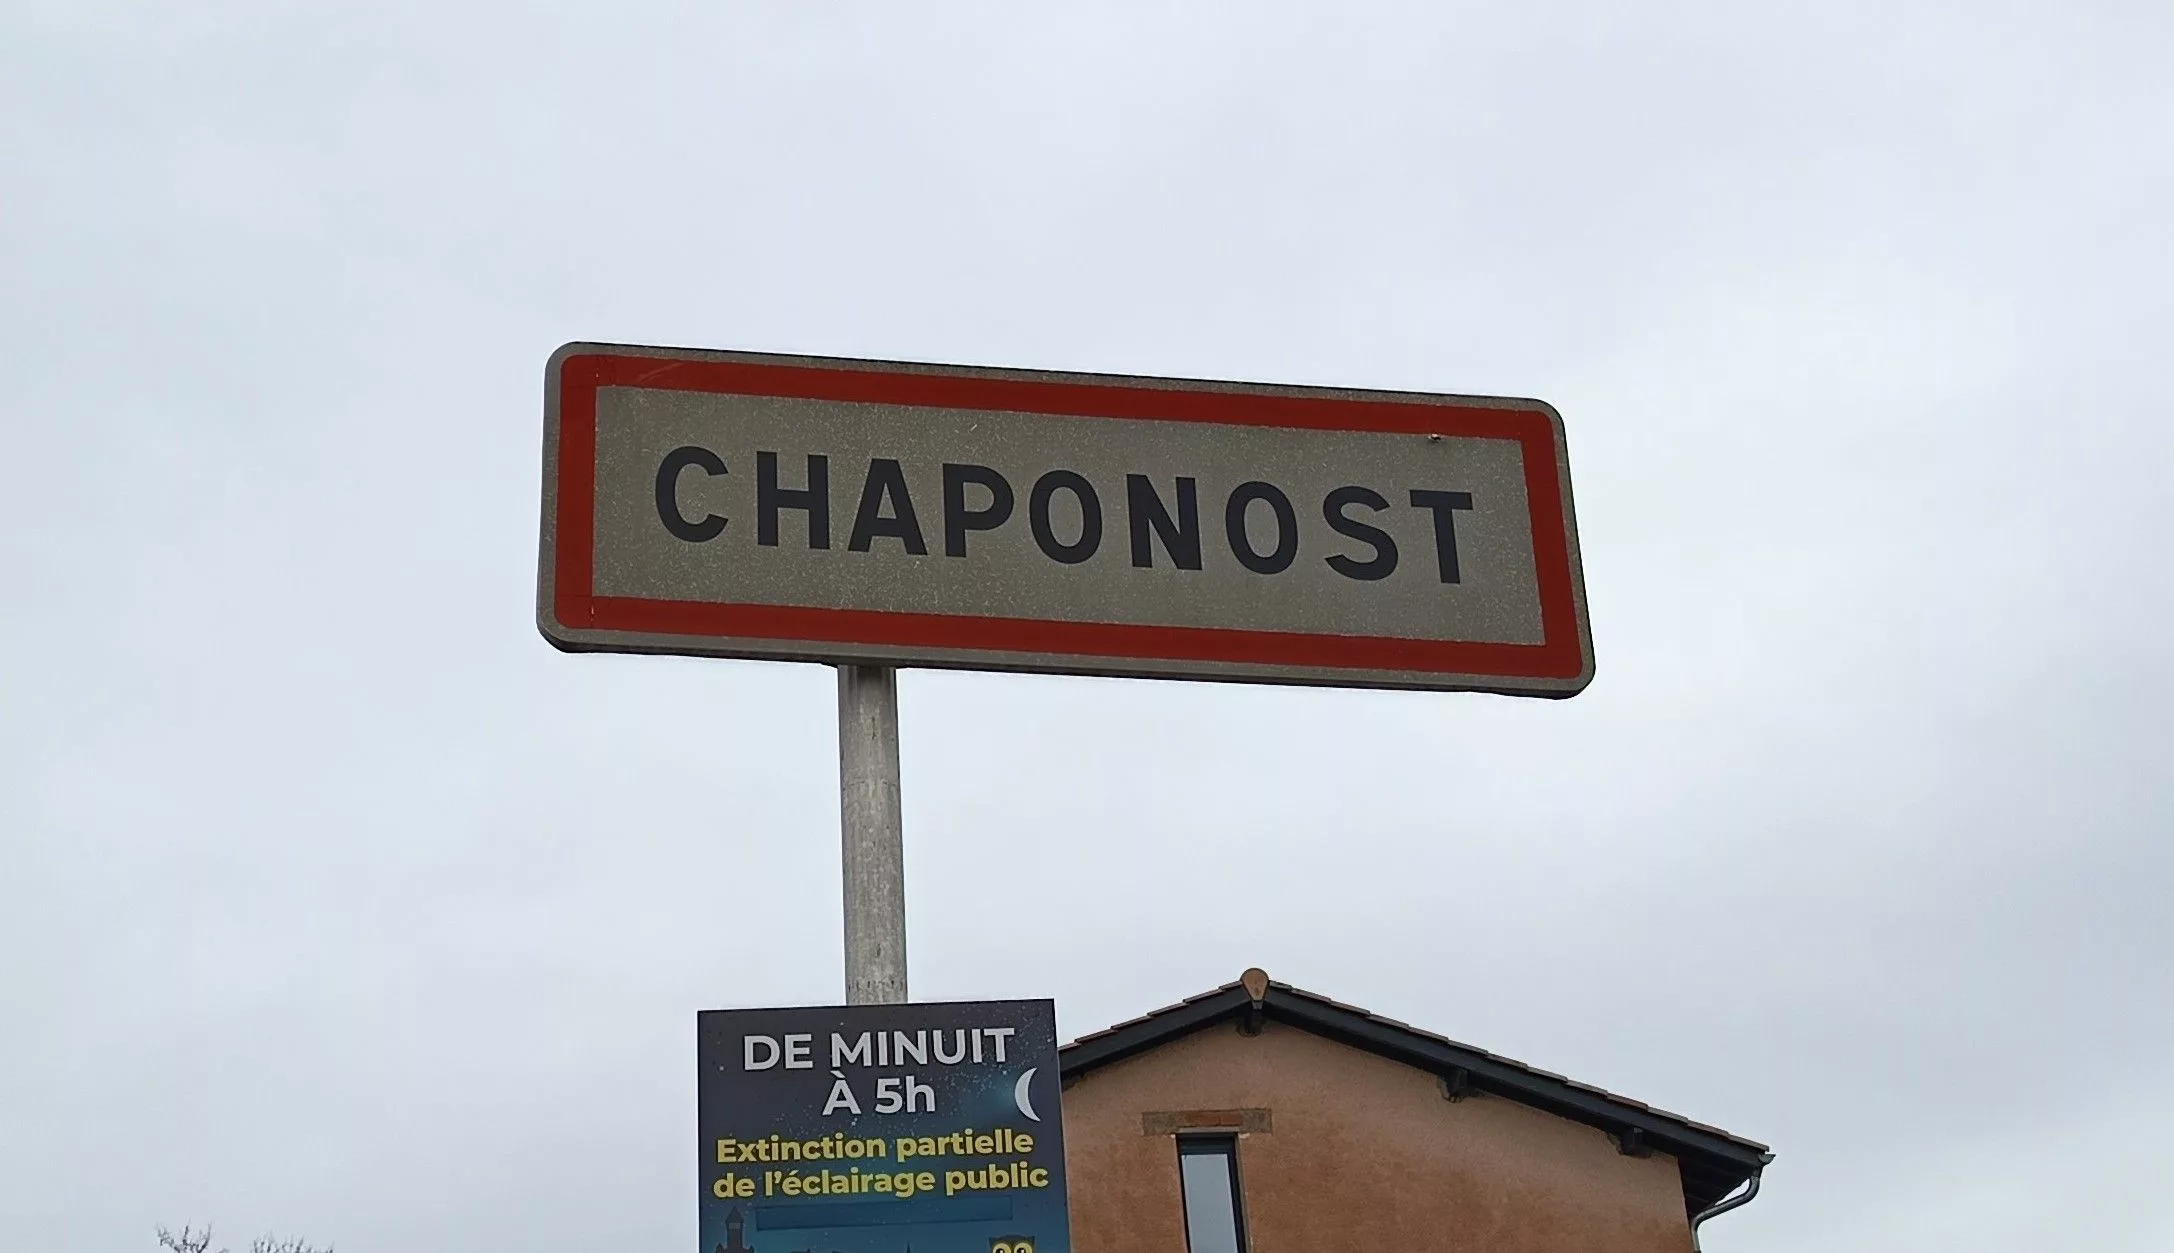 CHAPONOST
DE MINUIT
À 5h
Extinction partielle
de l'éclairage public